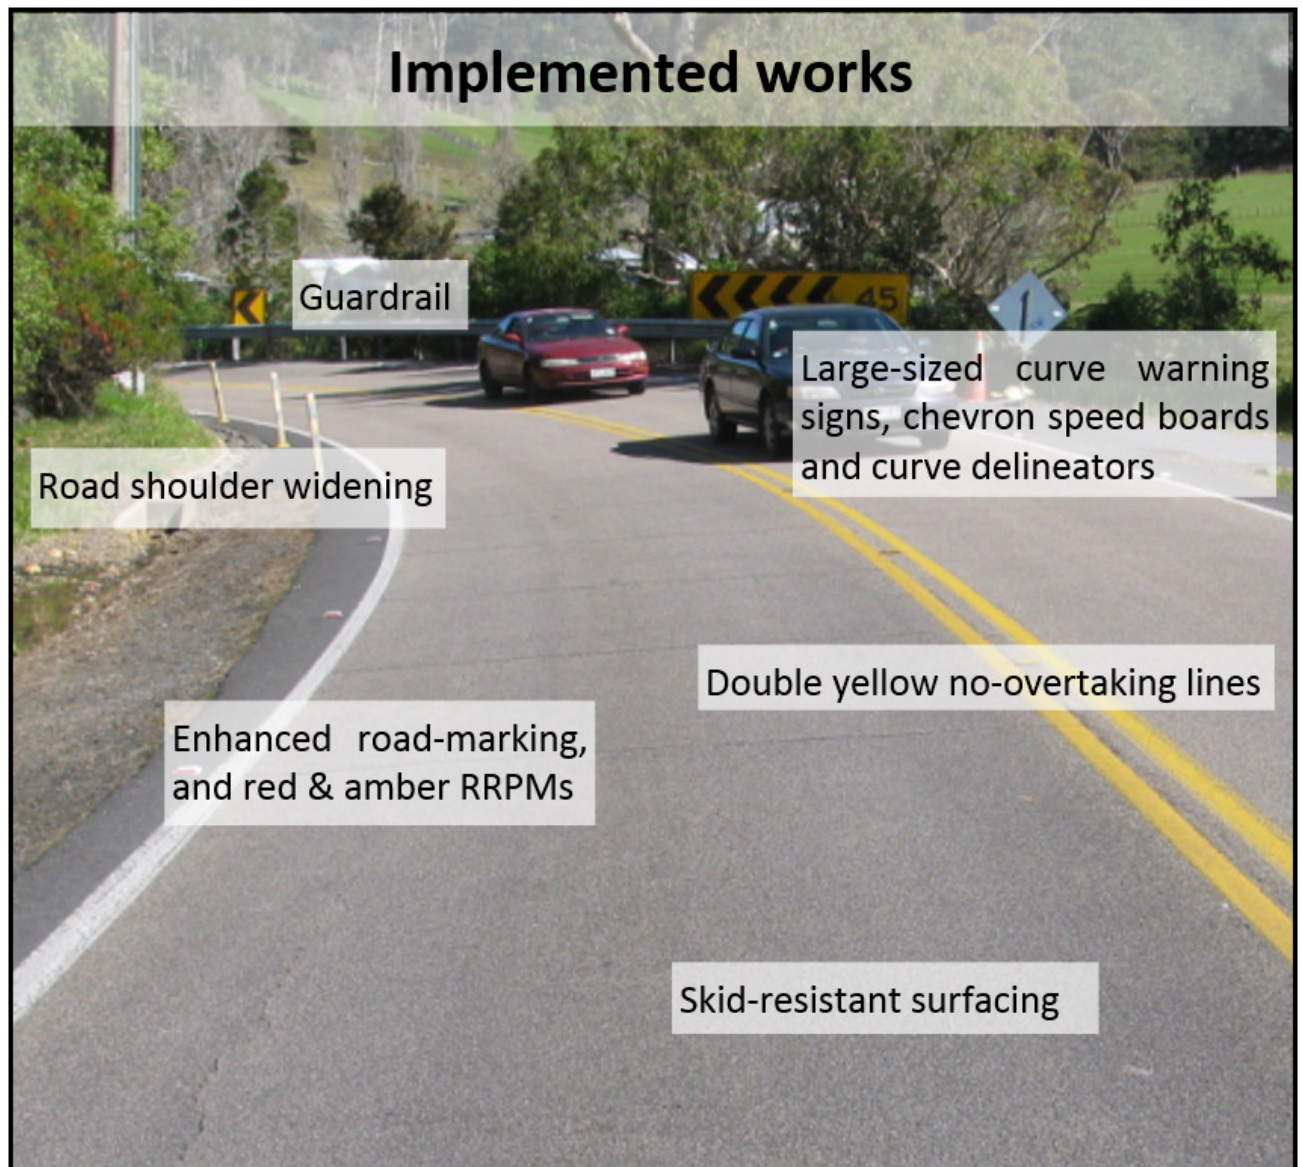 Implemented works
Guardrail
45
Large-sized curve warning
signs, chevron speed boards
and curve delineators
Road shoulder widening
Double yellow no-overtaking lines
Enhanced road-marking,
and red & amber RRPMs
Skid-resistant surfacing